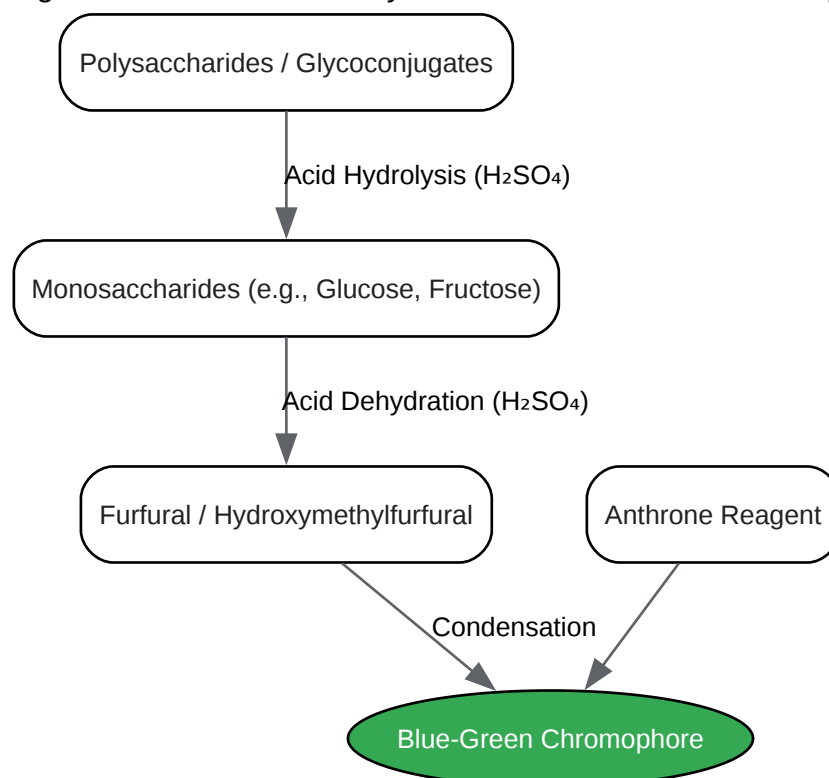 Polysaccharides / Glycoconjugates
Acid Hydrolysis (H₂SO₄)
Monosaccharides (e.g., Glucose, Fructose)
Acid Dehydration (H₂SO₄)
Furfural / Hydroxymethylfurfural
Anthrone Reagent
Condensation
Blue-Green Chromophore